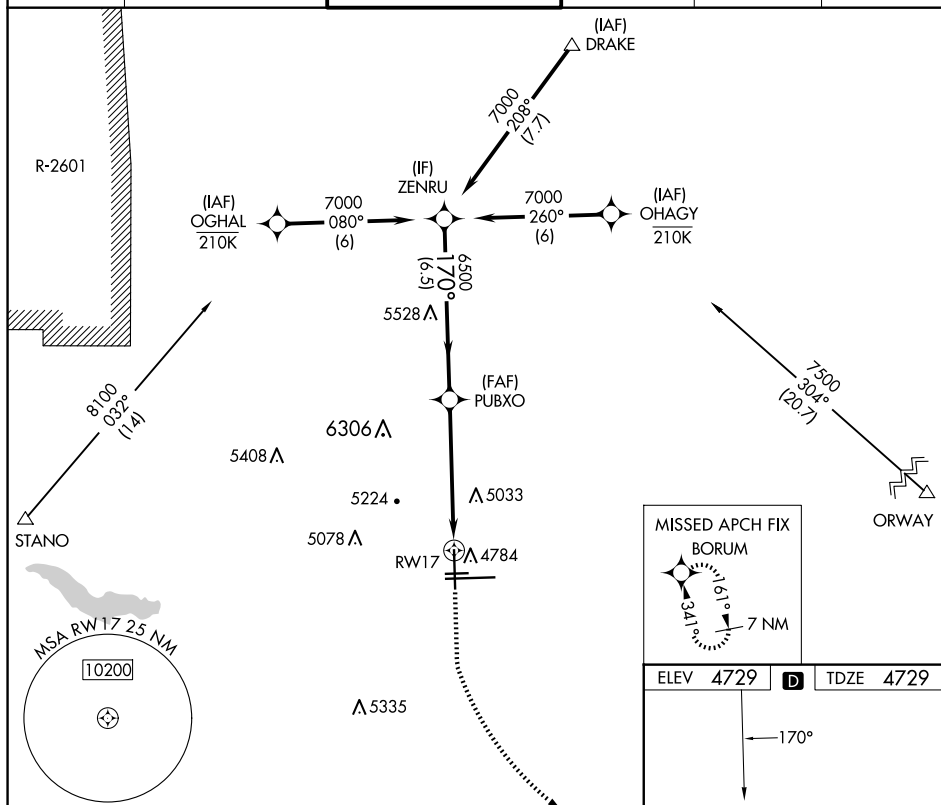 (IAF)
DRAKE
7000
208°
(7.7)
R-2601
(IF)
ZENRU
(IAF)
OGHAL
210K
7000
080°
(6)
7000
260°
(6)
(IAF)
OHAGY
210K
6500
170°
(6.5)
5528
8100
032°
(14)
7500
304°
(20.7)
(FAF)
PUBXO
6306
5408
5224
5033
5078
RW17
4784
STANO
ORWAY
MISSED APCH FIX
BORUM
341°
161°
7 NM
MSA RW17 25 NM
10200
5335
ELEV 4729 D TDZE 4729
170°